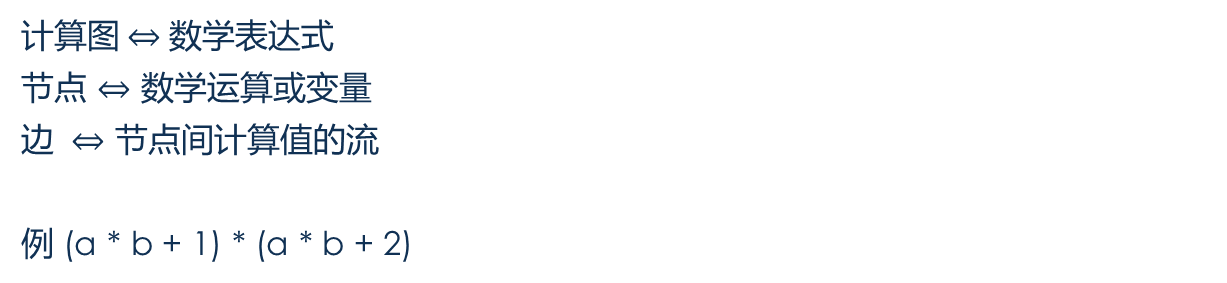 计算图 ⇔ 数学表达式
节点 ⇔ 数学运算或变量
边 ⇔ 节点间计算值的流
例 (a * b + 1) * (a * b + 2)